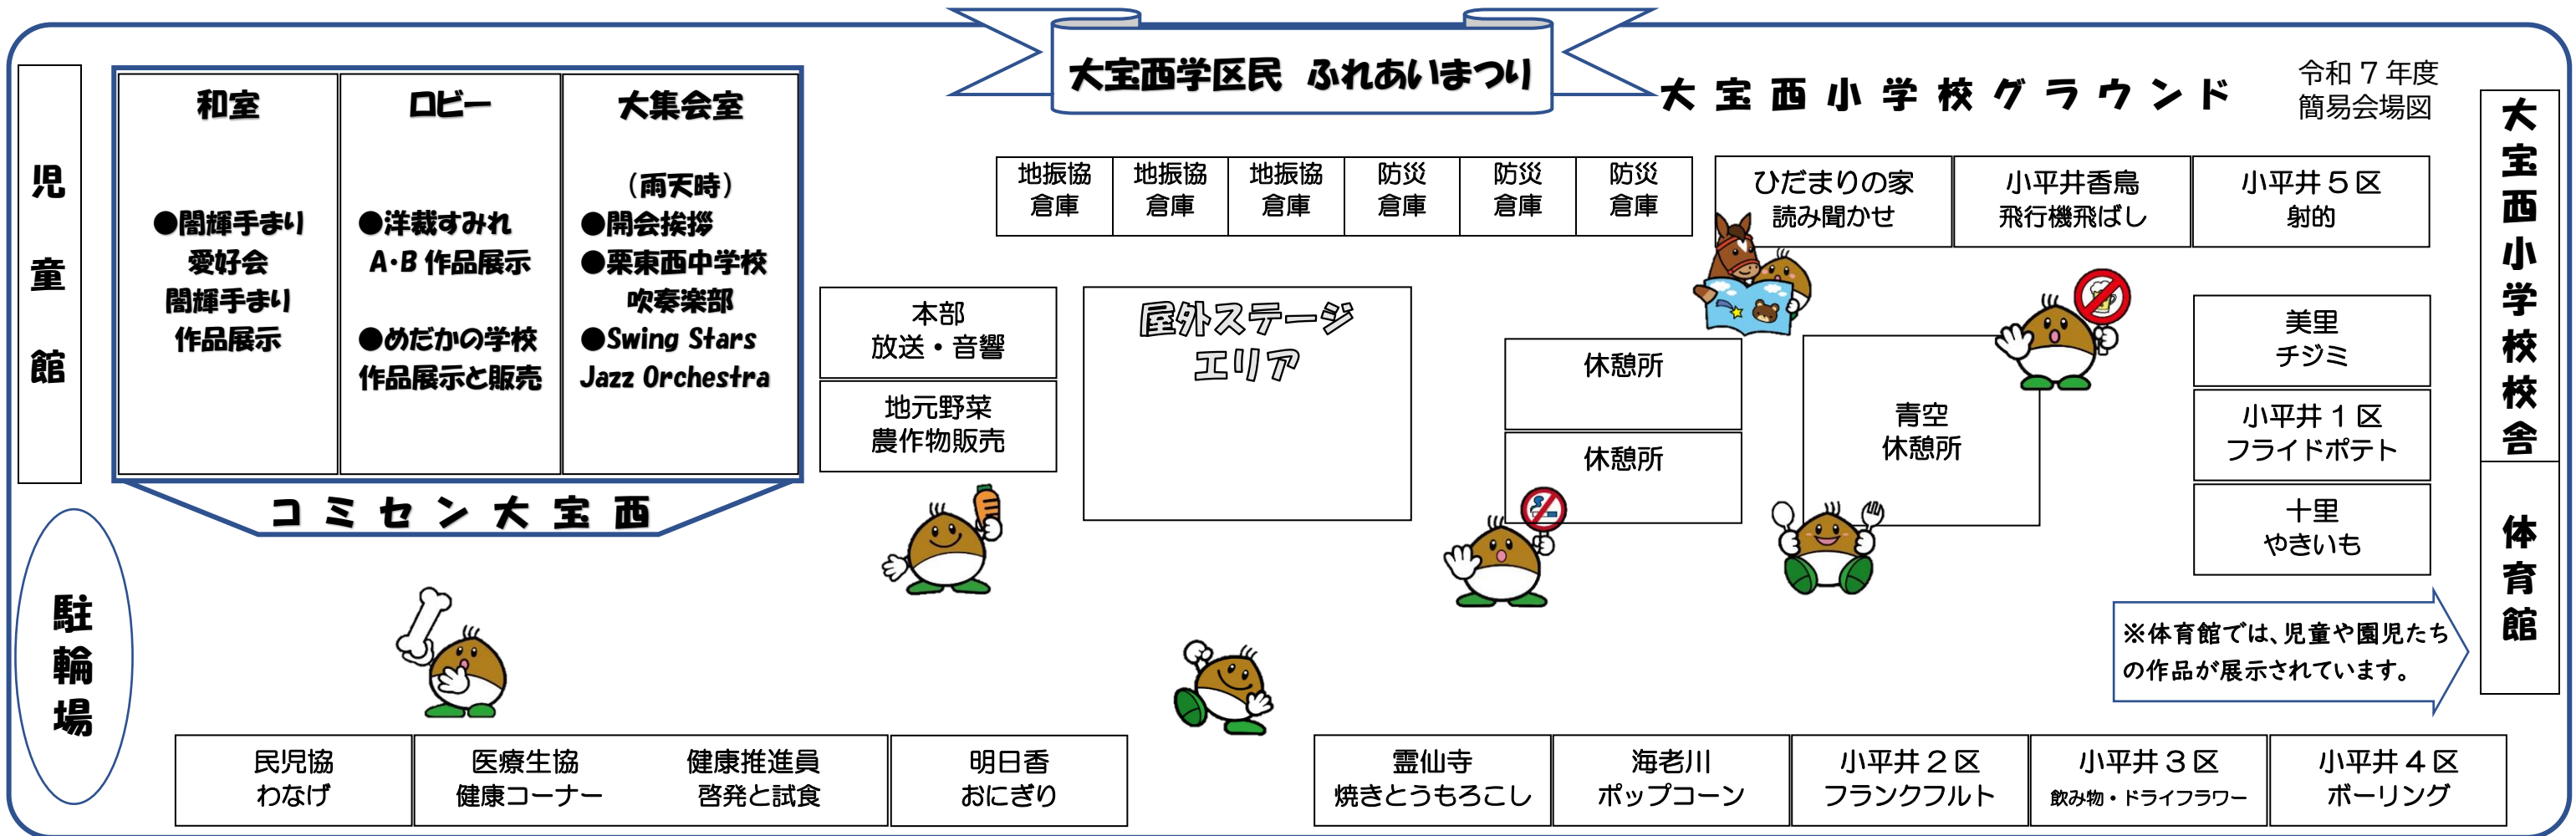 大宝西学区民 ふれあいまつり
大宝西小学校グラウンド
令和７年度
簡易会場図
児童館
和室
●闇輝手まり
愛好会
闇輝手まり
作品展示
ロビー
●洋裁すみれ
A・B 作品展示
●めだかの学校
作品展示と販売
大集会室
（雨天時）
●開会挨拶
●栗東西中学校
吹奏楽部
●Swing Stars
Jazz Orchestra
コミセン大宝西
駐輪場
地振協
倉庫
地振協
倉庫
地振協
倉庫
防災
倉庫
防災
倉庫
防災
倉庫
ひだまりの家
読み聞かせ
小平井香鳥
飛行機飛ばし
小平井５区
射的
大宝西小学校校舎
体育館
本部
放送・音響
地元野菜
農作物販売
屋外ステージ
エリア
休憩所
休憩所
青空
休憩所
美里
チジミ
小平井１区
フライドポテト
十里
やきいも
※体育館では、児童や園児たち
の作品が展示されています。
民児協
わなげ
医療生協
健康コーナー
健康推進員
啓発と試食
明日香
おにぎり
霊仙寺
焼きとうもろこし
海老川
ポップコーン
小平井２区
フランクフルト
小平井３区
飲み物・ドライフラワー
小平井４区
ボーリング